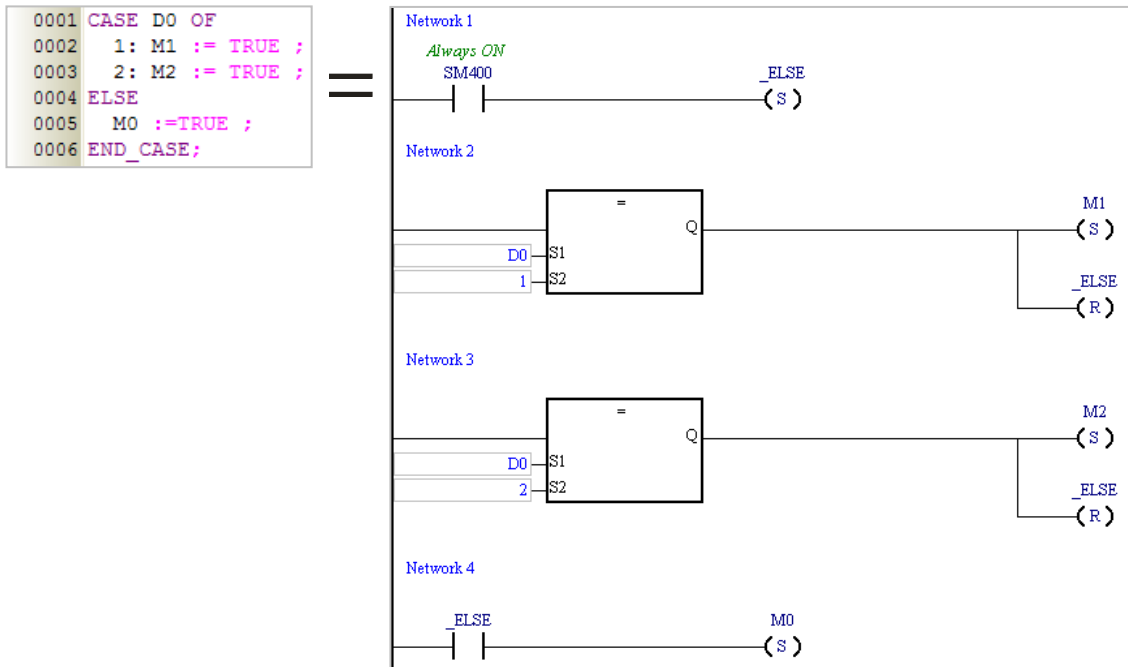 0001 CASE D0 OF
0002 1: M1 := TRUE ;
0003 2: M2 := TRUE ;
0004 ELSE
0005 M0 :=TRUE ;
0006 END_CASE;
=
Network 1
Always ON
SM400 _ELSE
( S )
Network 2
=
Q
M1
( S )
D0 S1
1 S2
_ELSE
( R )
Network 3
=
Q
M2
( S )
D0 S1
2 S2
_ELSE
( R )
Network 4
_ELSE M0
( S )